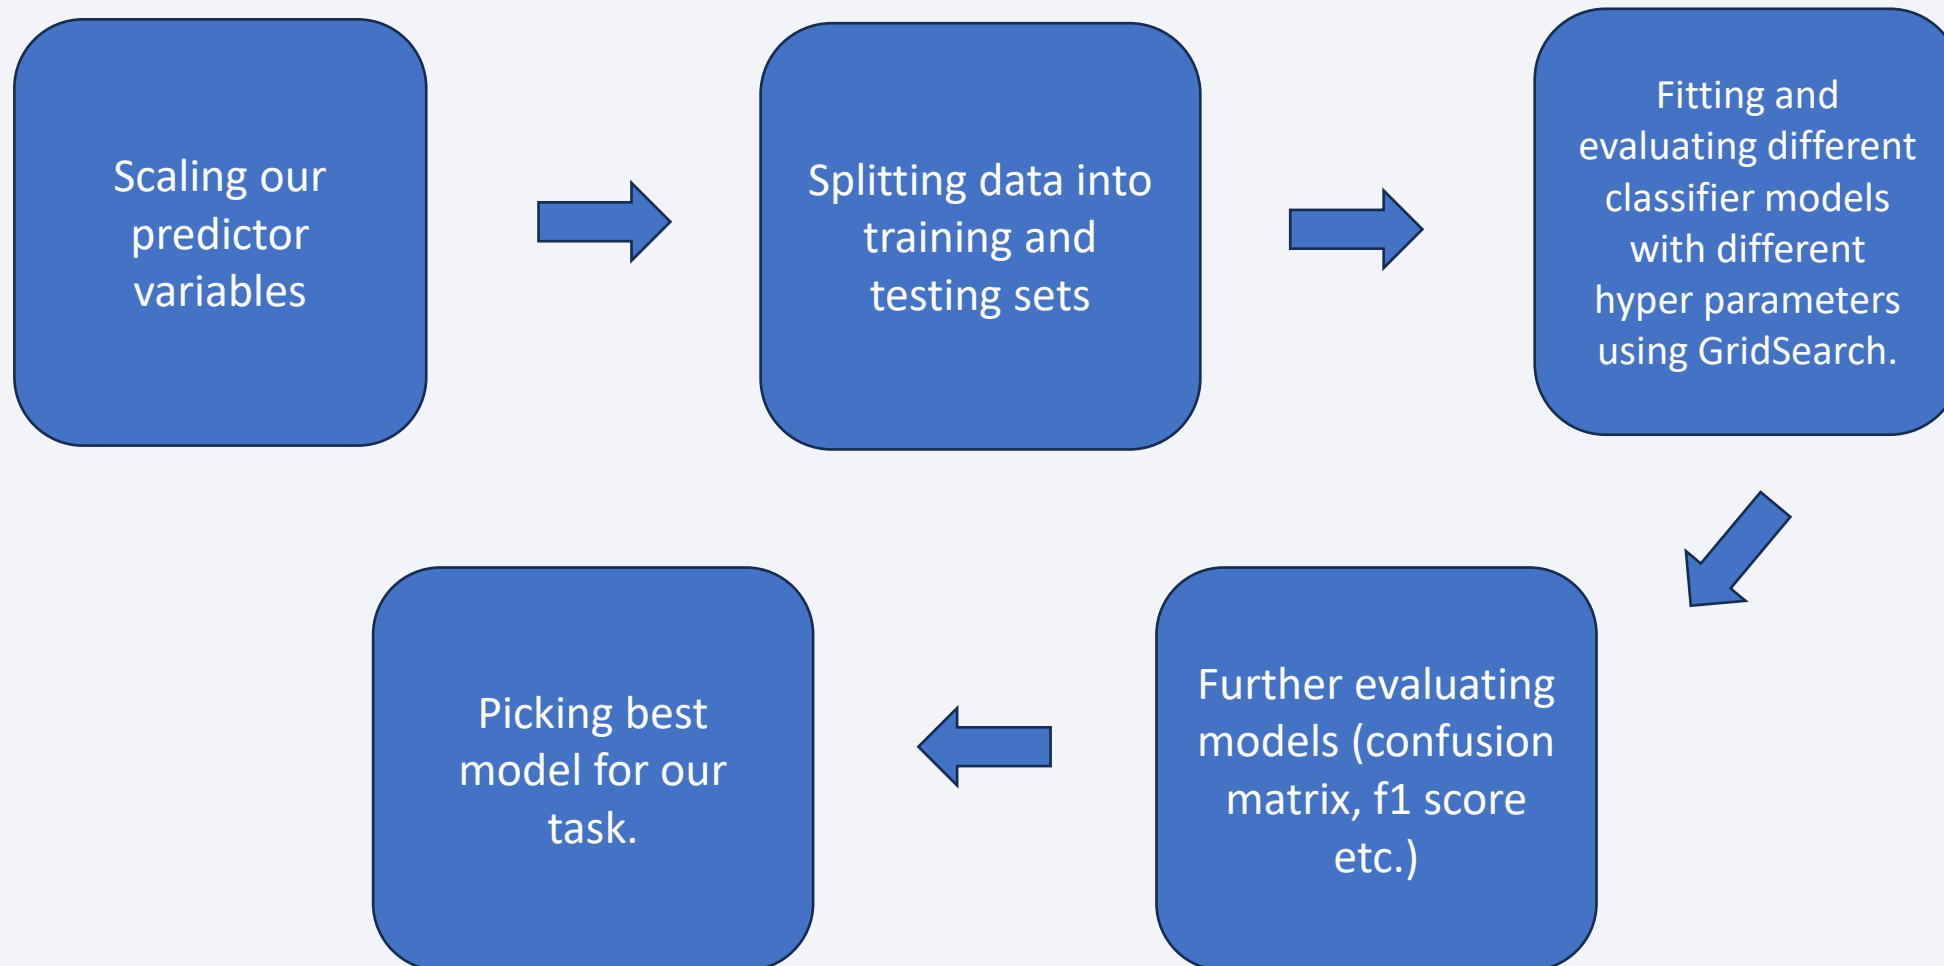 Scaling our
predictor
variables
Splitting data into
training and
testing sets
Fitting and
evaluating different
classifier models
with different
hyper parameters
using GridSearch.
Further evaluating
models (confusion
matrix, f1 score
etc.)
Picking best
model for our
task.